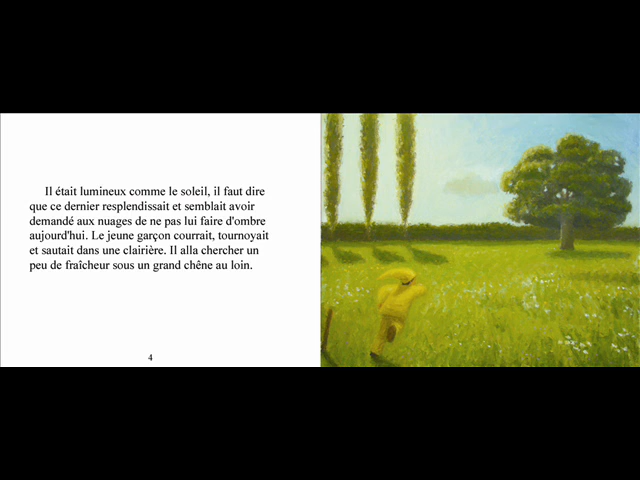 Il était lumineux comme le soleil, il faut dire
que ce dernier resplendissait et semblait avoir
demandé aux nuages de ne pas lui faire d'ombre
aujourd'hui. Le jeune garçon courrait, tournoyait
et sautait dans une clairière. Il alla chercher un
peu de fraîcheur sous un grand chêne au loin.
4